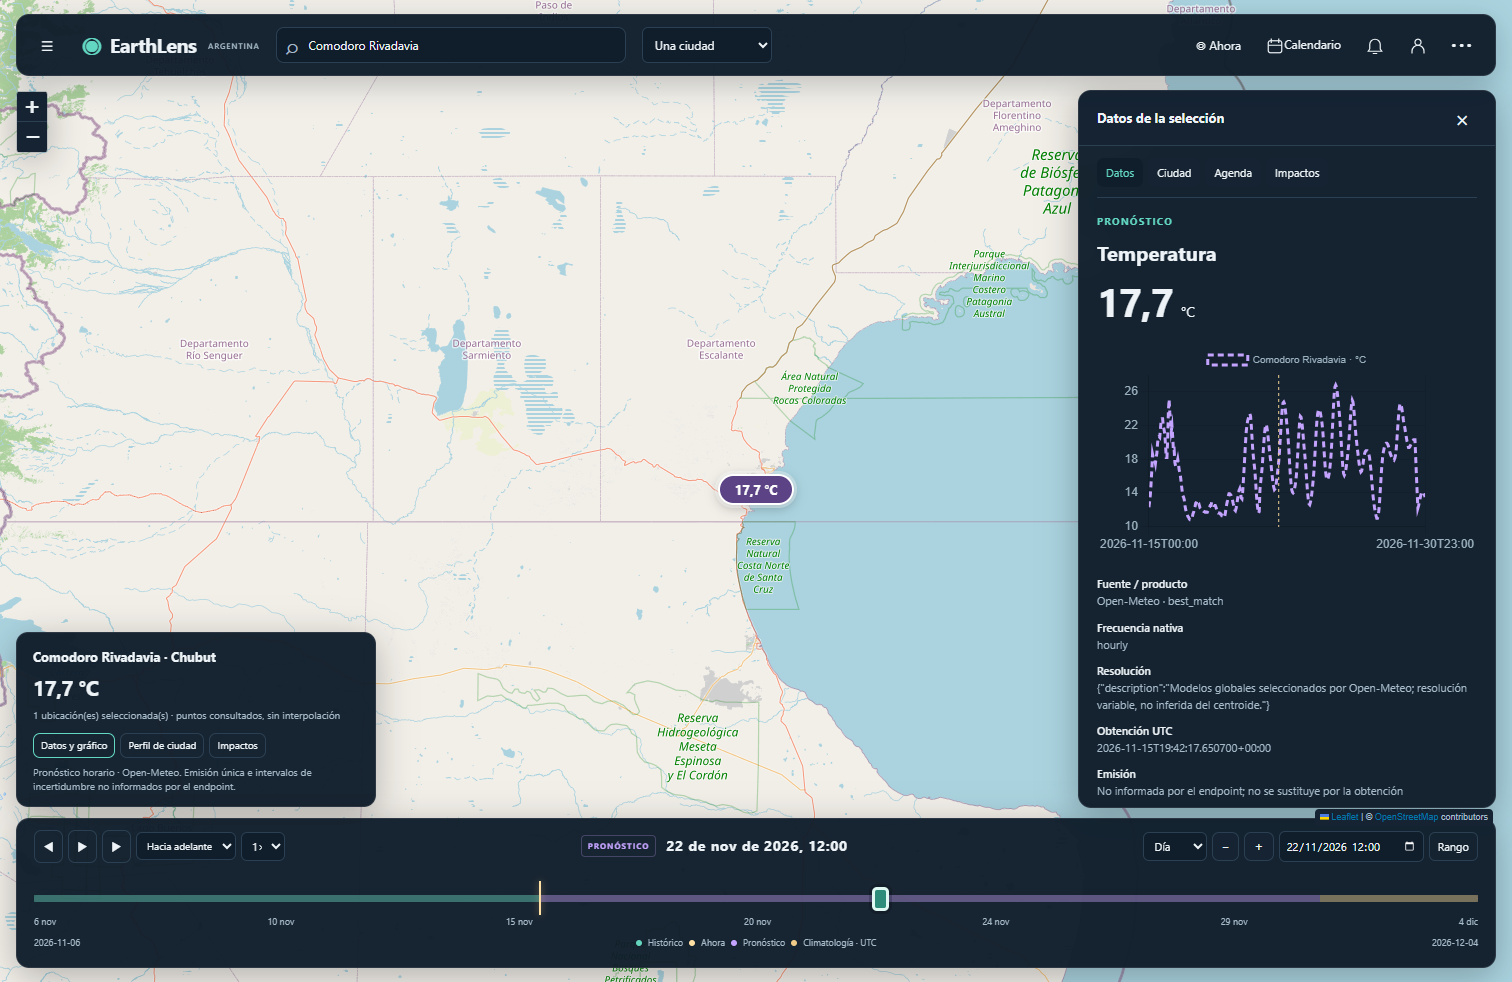 Paso de
Departamento
☰ EarthLens ARGENTINA Comodoro Rivadavia Una ciudad Ahora Calendario •••
+
−
Departamento
Florentino
Ameghino
Reserva
de Biósfe
Patagon
Azul
Parque
Interjurisdiccional
Marino
Costero
Patagonia
Austral
Departamento
Río Senguer
Departamento
Sarmiento
Departamento
Escalante
Área Natural
Protegida
Rocas Coloradas
17,7 °C
Reserva
Natural
Costa Norte
de Santa
Cruz
Reserva
Hidrogeológica
Meseta
Espinosa
y El Cordón
Bosques
Petrificados
Datos de la selección ✕
Datos Ciudad Agenda Impactos
PRONÓSTICO
Temperatura
17,7 °C
Comodoro Rivadavia · °C
26
22
18
14
10
2026-11-15T00:00 2026-11-30T23:00
Fuente / producto
Open-Meteo · best_match
Frecuencia nativa
hourly
Resolución
{"description":"Modelos globales seleccionados por Open-Meteo; resolución
variable, no inferida del centroide."}
Obtención UTC
2026-11-15T19:42:17.650700+00:00
Emisión
No informada por el endpoint; no se sustituye por la obtención
Leaflet | © OpenStreetMap contributors
Comodoro Rivadavia · Chubut
17,7 °C
1 ubicación(es) seleccionada(s) · puntos consultados, sin interpolación
Datos y gráfico Perfil de ciudad Impactos
Pronóstico horario · Open-Meteo. Emisión única e intervalos de
incertidumbre no informados por el endpoint.
◀ ▶ ▶ Hacia adelante 1× PRONÓSTICO 22 de nov de 2026, 12:00 Día − + 22/11/2026 12:00 Rango
6 nov 10 nov 15 nov 20 nov 24 nov 29 nov 4 dic
2026-11-06 Histórico Ahora Pronóstico Climatología · UTC 2026-12-04